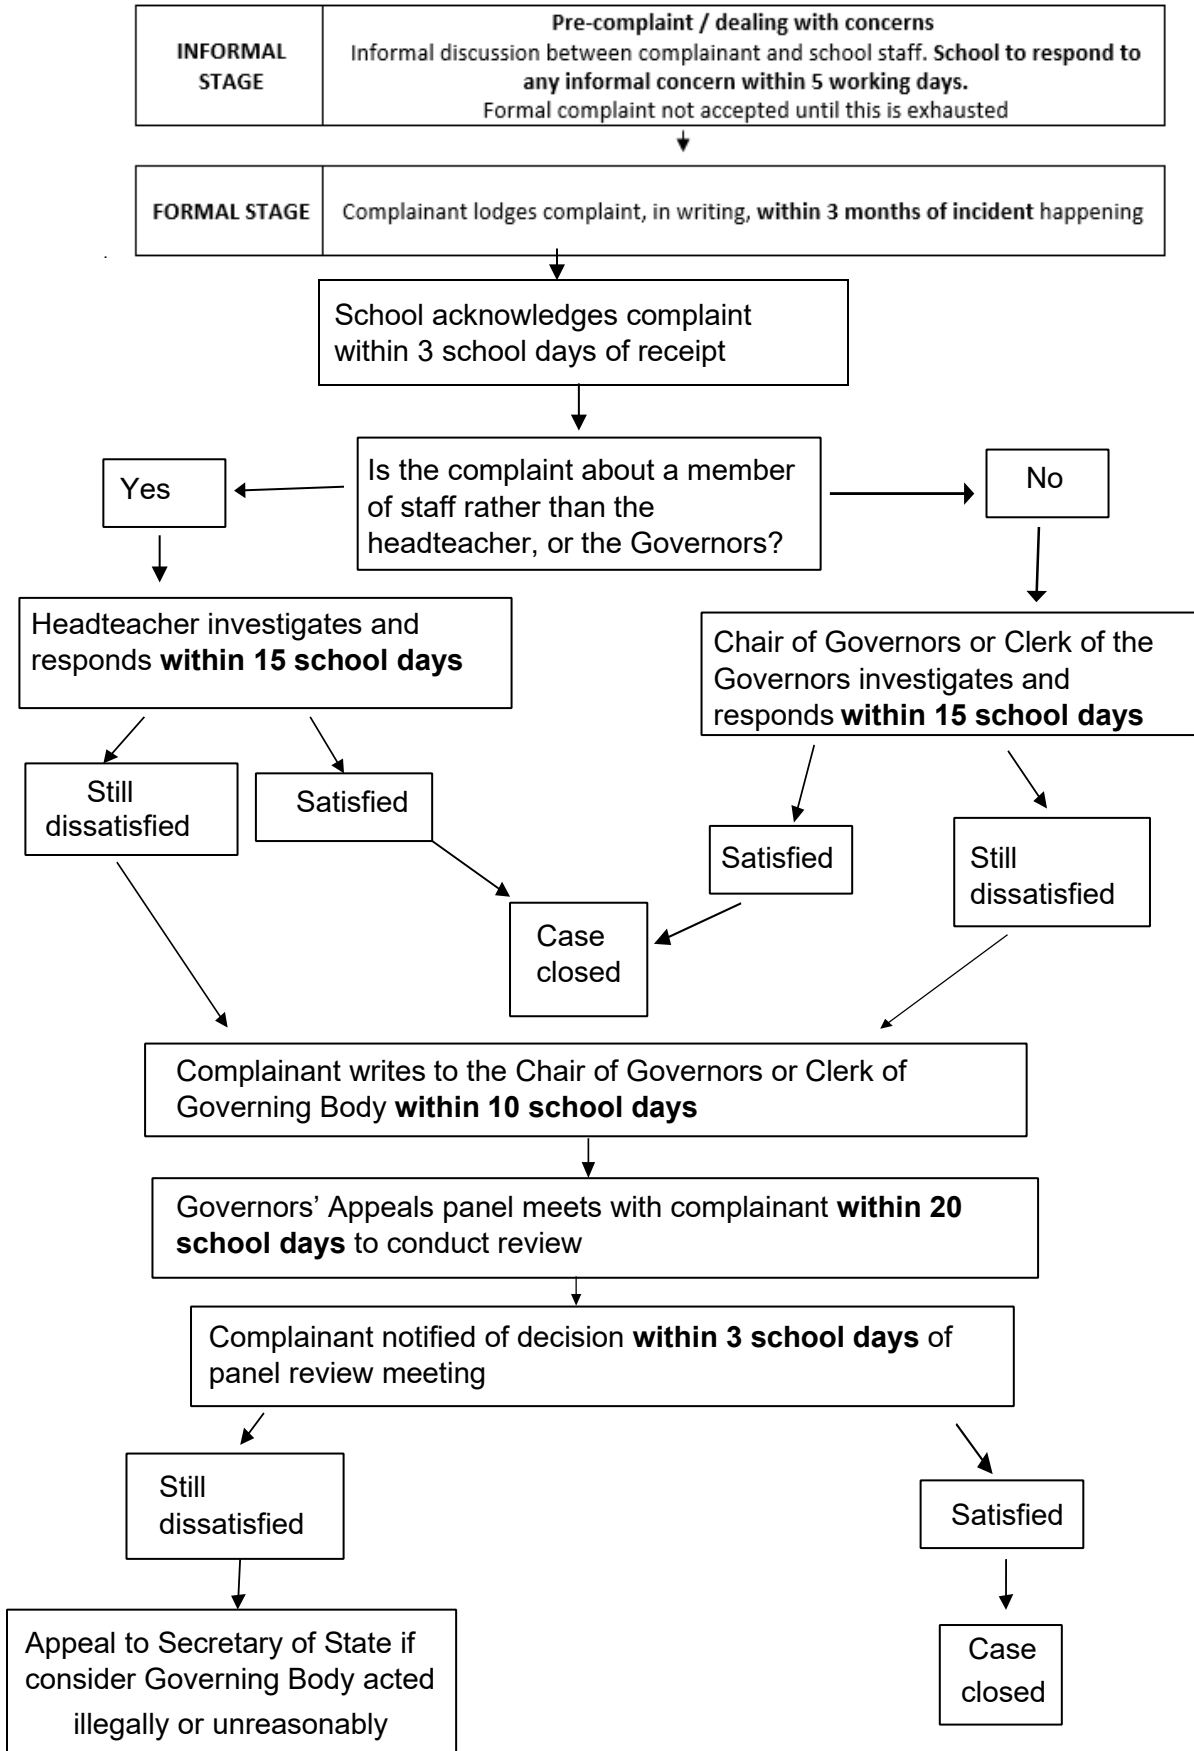 INFORMAL
STAGE
Pre-complaint / dealing with concerns
Informal discussion between complainant and school staff. School to respond to
any informal concern within 5 working days.
Formal complaint not accepted until this is exhausted
FORMAL STAGE
Complainant lodges complaint, in writing, within 3 months of incident happening
School acknowledges complaint
within 3 school days of receipt
Is the complaint about a member
of staff rather than the
headteacher, or the Governors?
Yes
No
Headteacher investigates and
responds within 15 school days
Chair of Governors or Clerk of the
Governors investigates and
responds within 15 school days
Still
dissatisfied
Satisfied
Satisfied
Still
dissatisfied
Case
closed
Complainant writes to the Chair of Governors or Clerk of
Governing Body within 10 school days
Governors’ Appeals panel meets with complainant within 20
school days to conduct review
Complainant notified of decision within 3 school days of
panel review meeting
Still
dissatisfied
Satisfied
Appeal to Secretary of State if
consider Governing Body acted
illegally or unreasonably
Case
closed